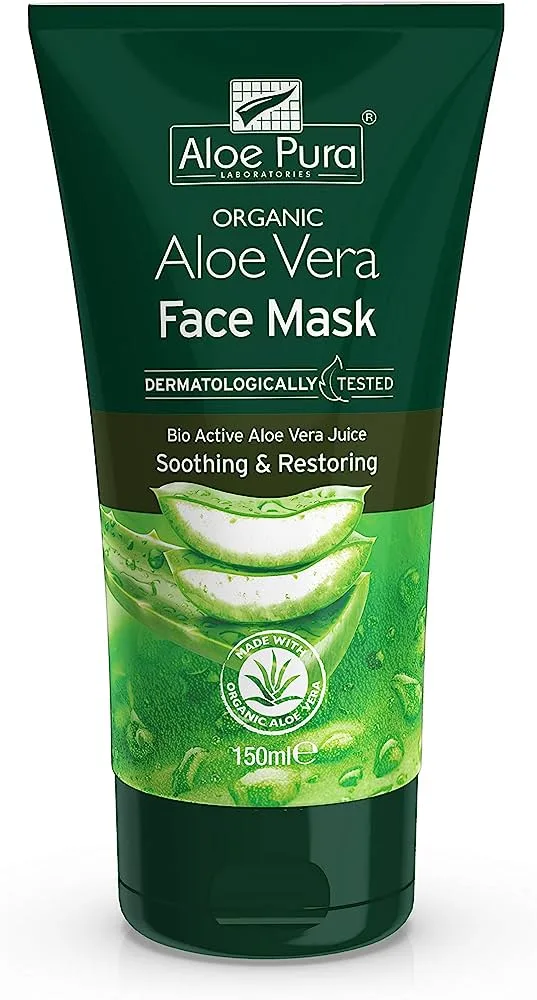 Aloe Pura®
LABORATORIES
ORGANIC
Aloe Vera
Face Mask
DERMATOLOGICALLY TESTED
Bio Active Aloe Vera Juice
Soothing & Restoring
MADE WITH
ORGANIC ALOE VERA
150ml℮